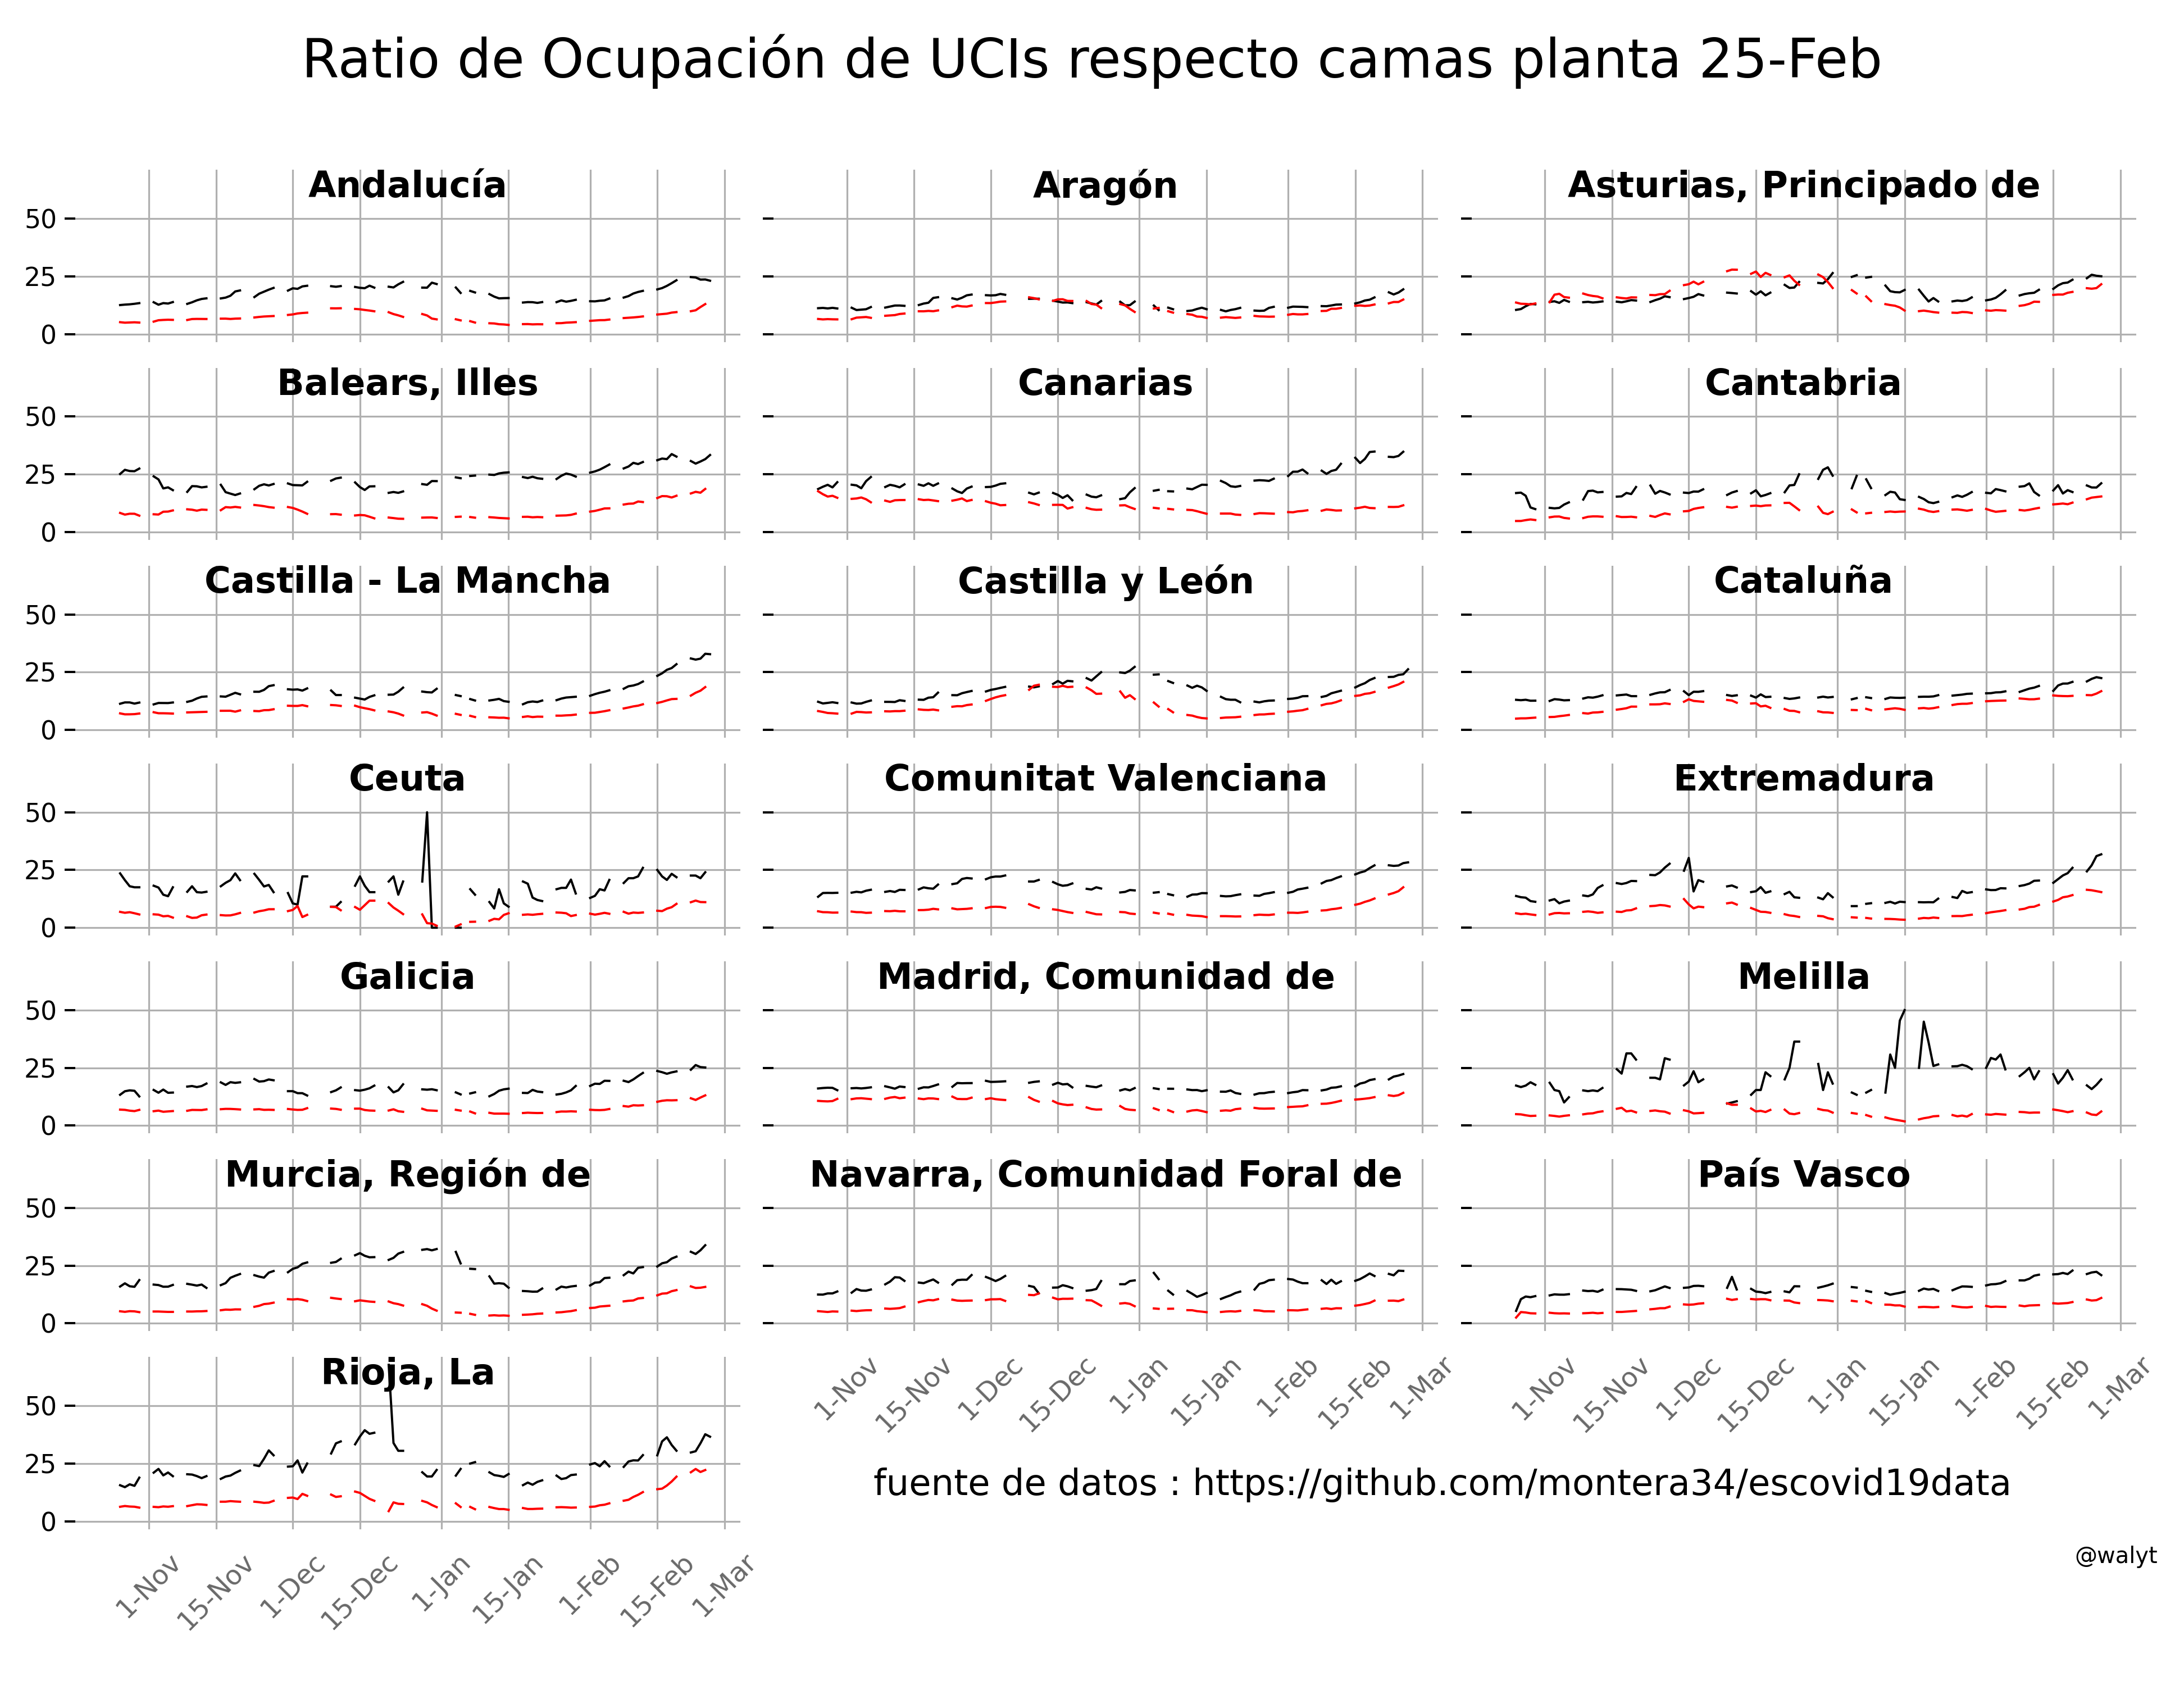 Ratio de Ocupación de UCIs respecto camas planta 25-Feb
Andalucía
Aragón
Asturias, Principado de
50
25
0
Balears, Illes
Canarias
Cantabria
50
25
0
Castilla - La Mancha
Castilla y León
Cataluña
50
25
0
Ceuta
Comunitat Valenciana
Extremadura
50
25
0
Galicia
Madrid, Comunidad de
Melilla
50
25
0
Murcia, Región de
Navarra, Comunidad Foral de
País Vasco
50
25
0
1-Nov
15-Nov
1-Dec
15-Dec
1-Jan
15-Jan
1-Feb
15-Feb
1-Mar
1-Nov
15-Nov
1-Dec
15-Dec
1-Jan
15-Jan
1-Feb
15-Feb
1-Mar
Rioja, La
50
25
0
1-Nov
15-Nov
1-Dec
15-Dec
1-Jan
15-Jan
1-Feb
15-Feb
1-Mar
fuente de datos : https://github.com/montera34/escovid19data
@walyt